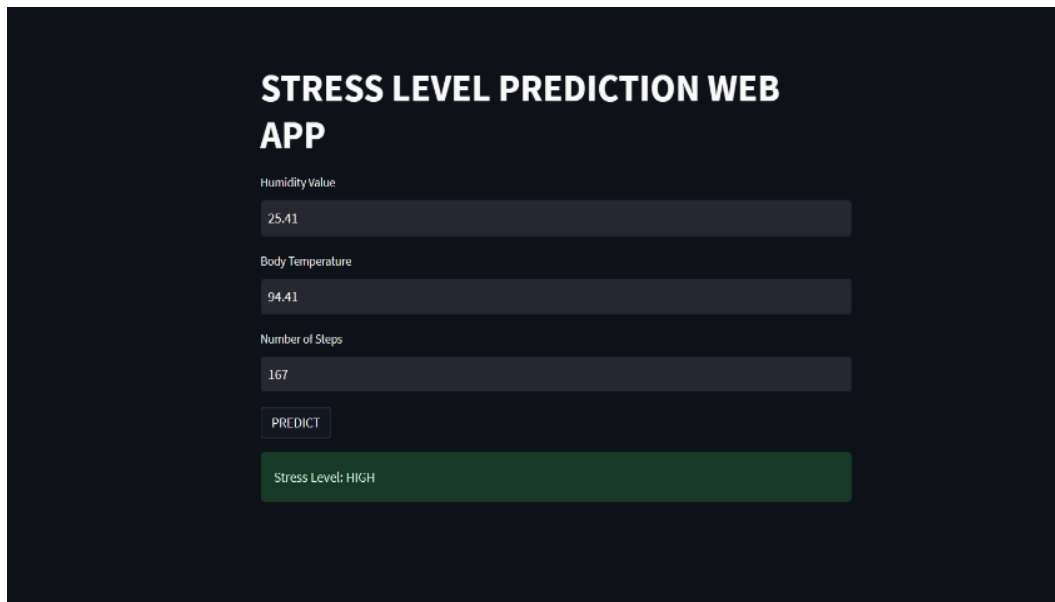 STRESS LEVEL PREDICTION WEB
APP
Humidity Value
25.41
Body Temperature
94.41
Number of Steps
167
PREDICT
Stress Level: HIGH